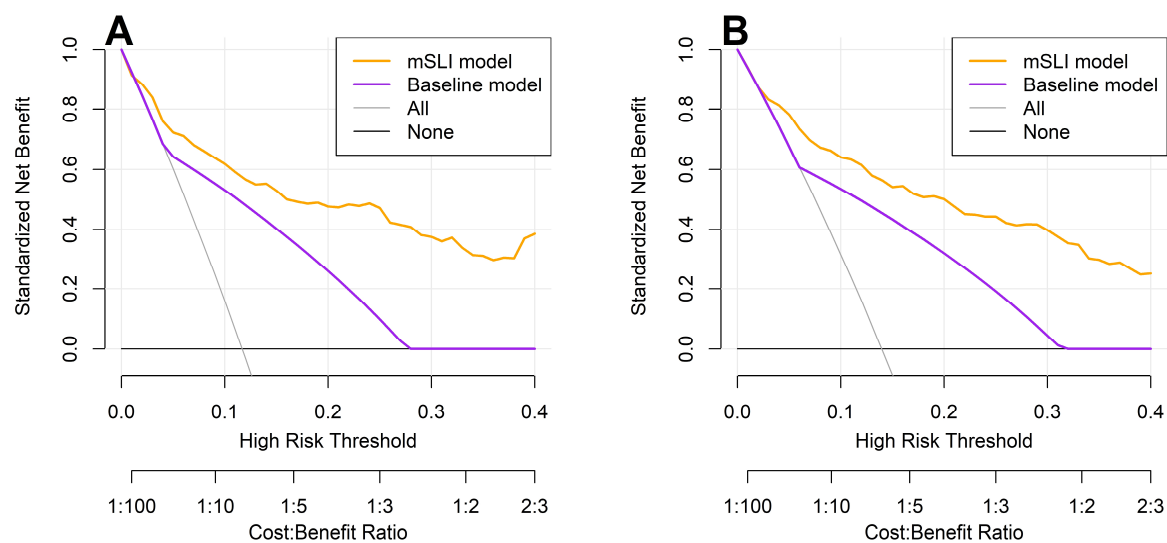 A
Standardized Net Benefit
1.0
0.8
0.6
0.4
0.2
0.0
mSLI model
Baseline model
All
None
0.0 0.1 0.2 0.3 0.4
High Risk Threshold
1:100 1:10 1:5 1:3 1:2 2:3
Cost:Benefit Ratio
B
Standardized Net Benefit
1.0
0.8
0.6
0.4
0.2
0.0
mSLI model
Baseline model
All
None
0.0 0.1 0.2 0.3 0.4
High Risk Threshold
1:100 1:10 1:5 1:3 1:2 2:3
Cost:Benefit Ratio